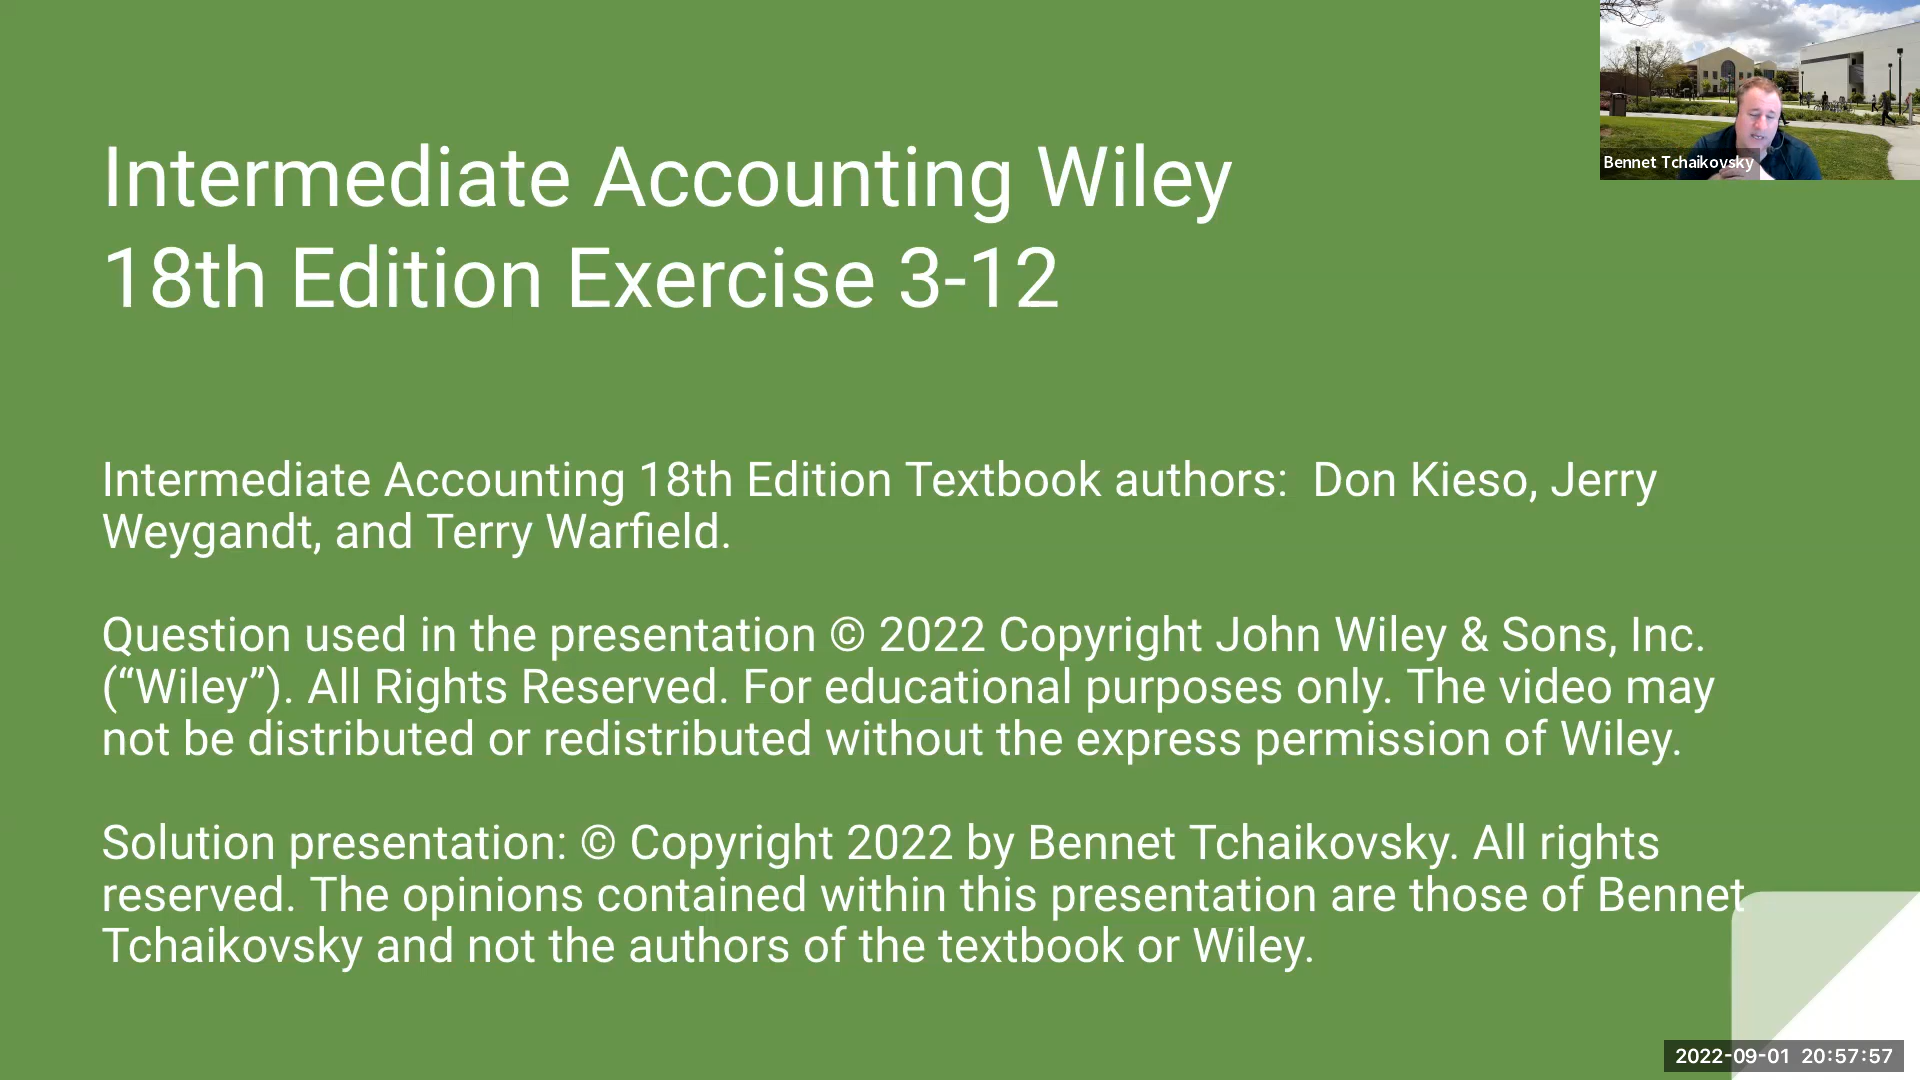 Intermediate Accounting Wiley
18th Edition Exercise 3-12
Bennet Tchaikovsky
Intermediate Accounting 18th Edition Textbook authors:  Don Kieso, Jerry
Weygandt, and Terry Warfield.
Question used in the presentation © 2022 Copyright John Wiley & Sons, Inc.
(“Wiley”). All Rights Reserved. For educational purposes only. The video may
not be distributed or redistributed without the express permission of Wiley.
Solution presentation: © Copyright 2022 by Bennet Tchaikovsky. All rights
reserved. The opinions contained within this presentation are those of Bennet
Tchaikovsky and not the authors of the textbook or Wiley.
2022-09-01 20:57:57